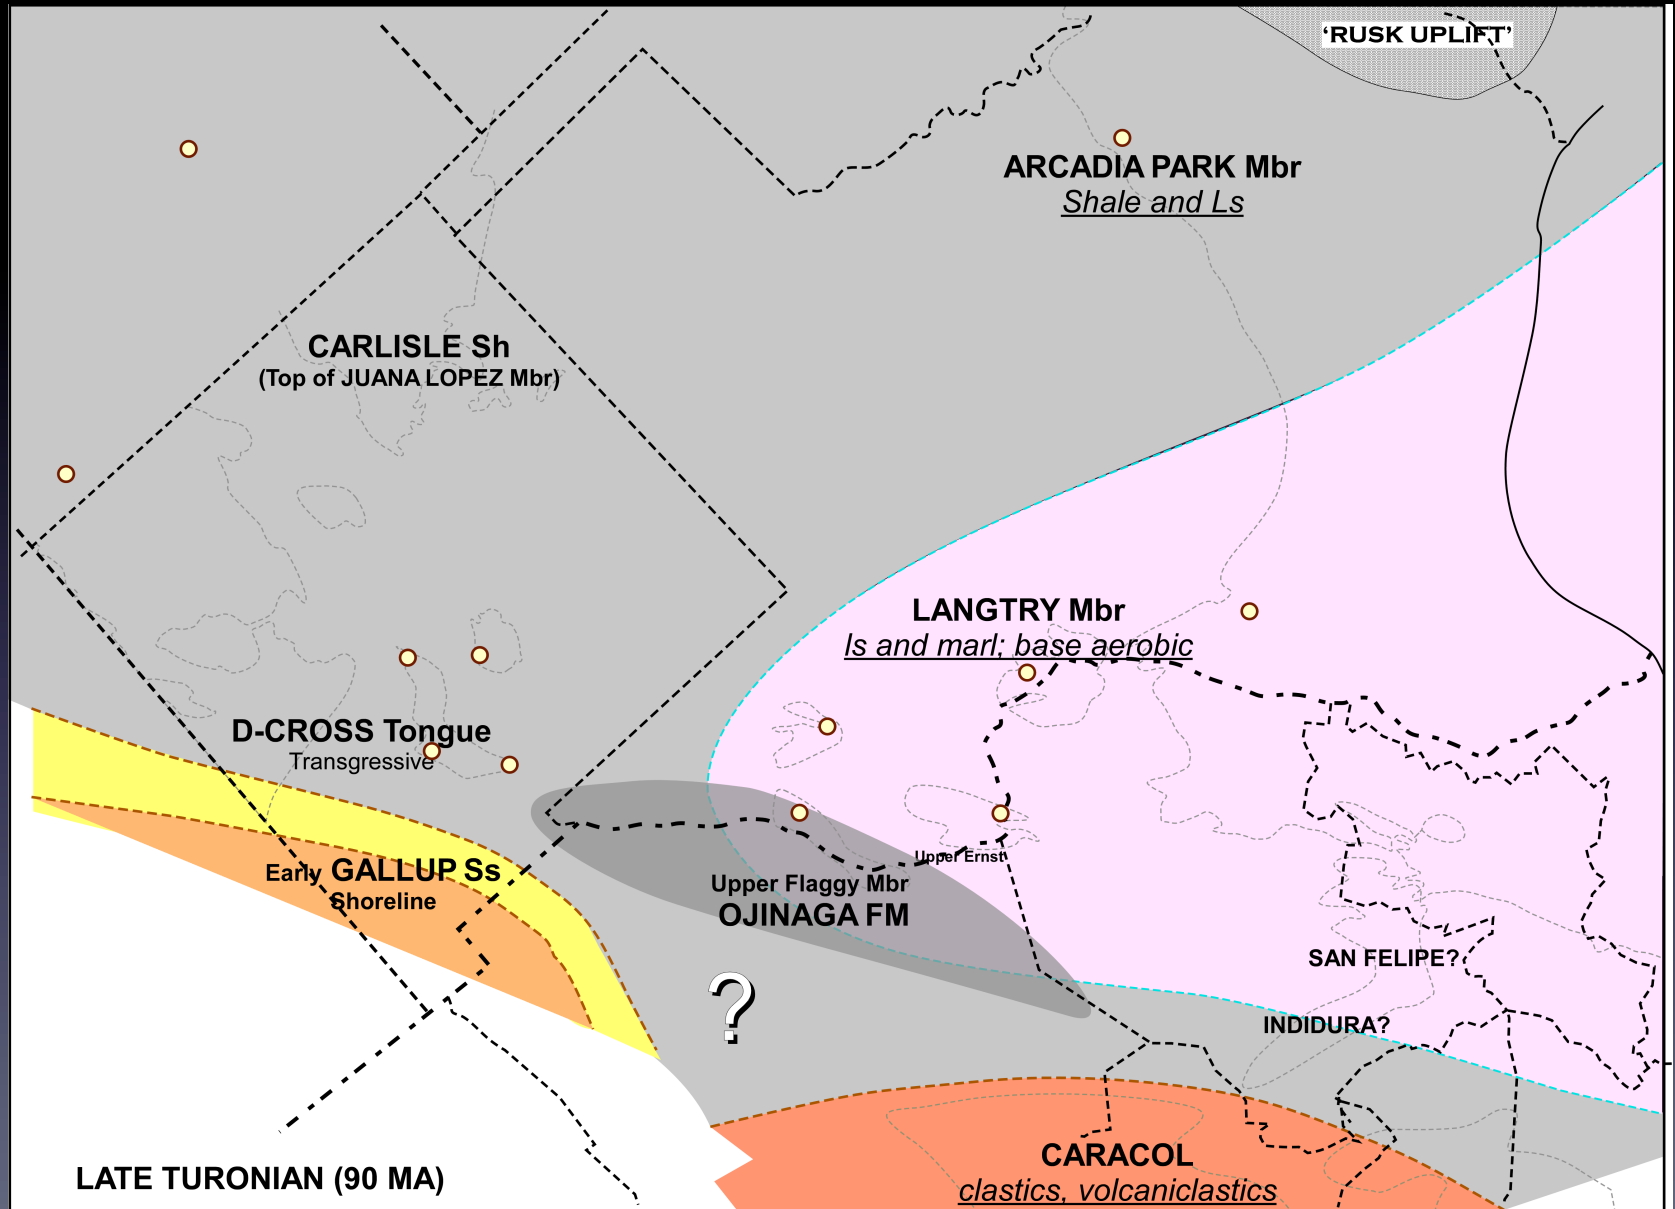 ‘RUSK UPLIFT’
ARCADIA PARK Mbr
Shale and Ls
CARLISLE Sh
(Top of JUANA LOPEZ Mbr)
LANGTRY Mbr
ls and marl; base aerobic
D-CROSS Tongue
Transgressive
Early GALLUP Ss
Shoreline
Upper Ernst
Upper Flaggy Mbr
OJINAGA FM
SAN FELIPE?
?
INDIDURA?
CARACOL
clastics, volcaniclastics
LATE TURONIAN (90 MA)